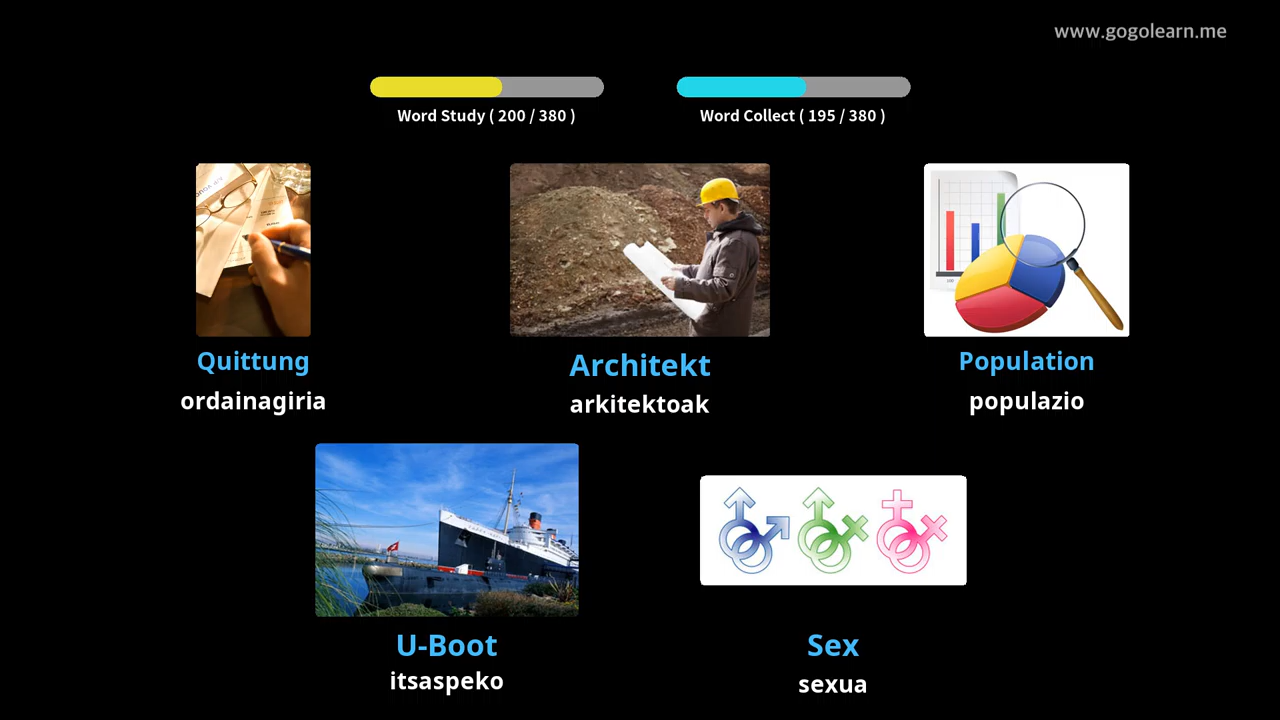 www.gogolearn.me
Word Study ( 200 / 380 )
Word Collect ( 195 / 380 )
Quittung
ordainagiria
Architekt
arkitektoak
Population
populazio
U-Boot
itsaspeko
Sex
sexua